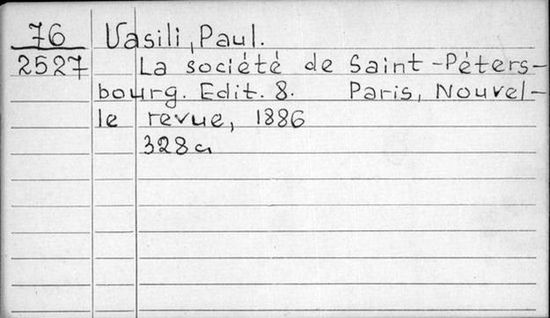 76 Vasili, Paul.
2527 La société de Saint-Péters-
bourg. Edit. 8. Paris, Nouvel-
le revue, 1886
328 c.